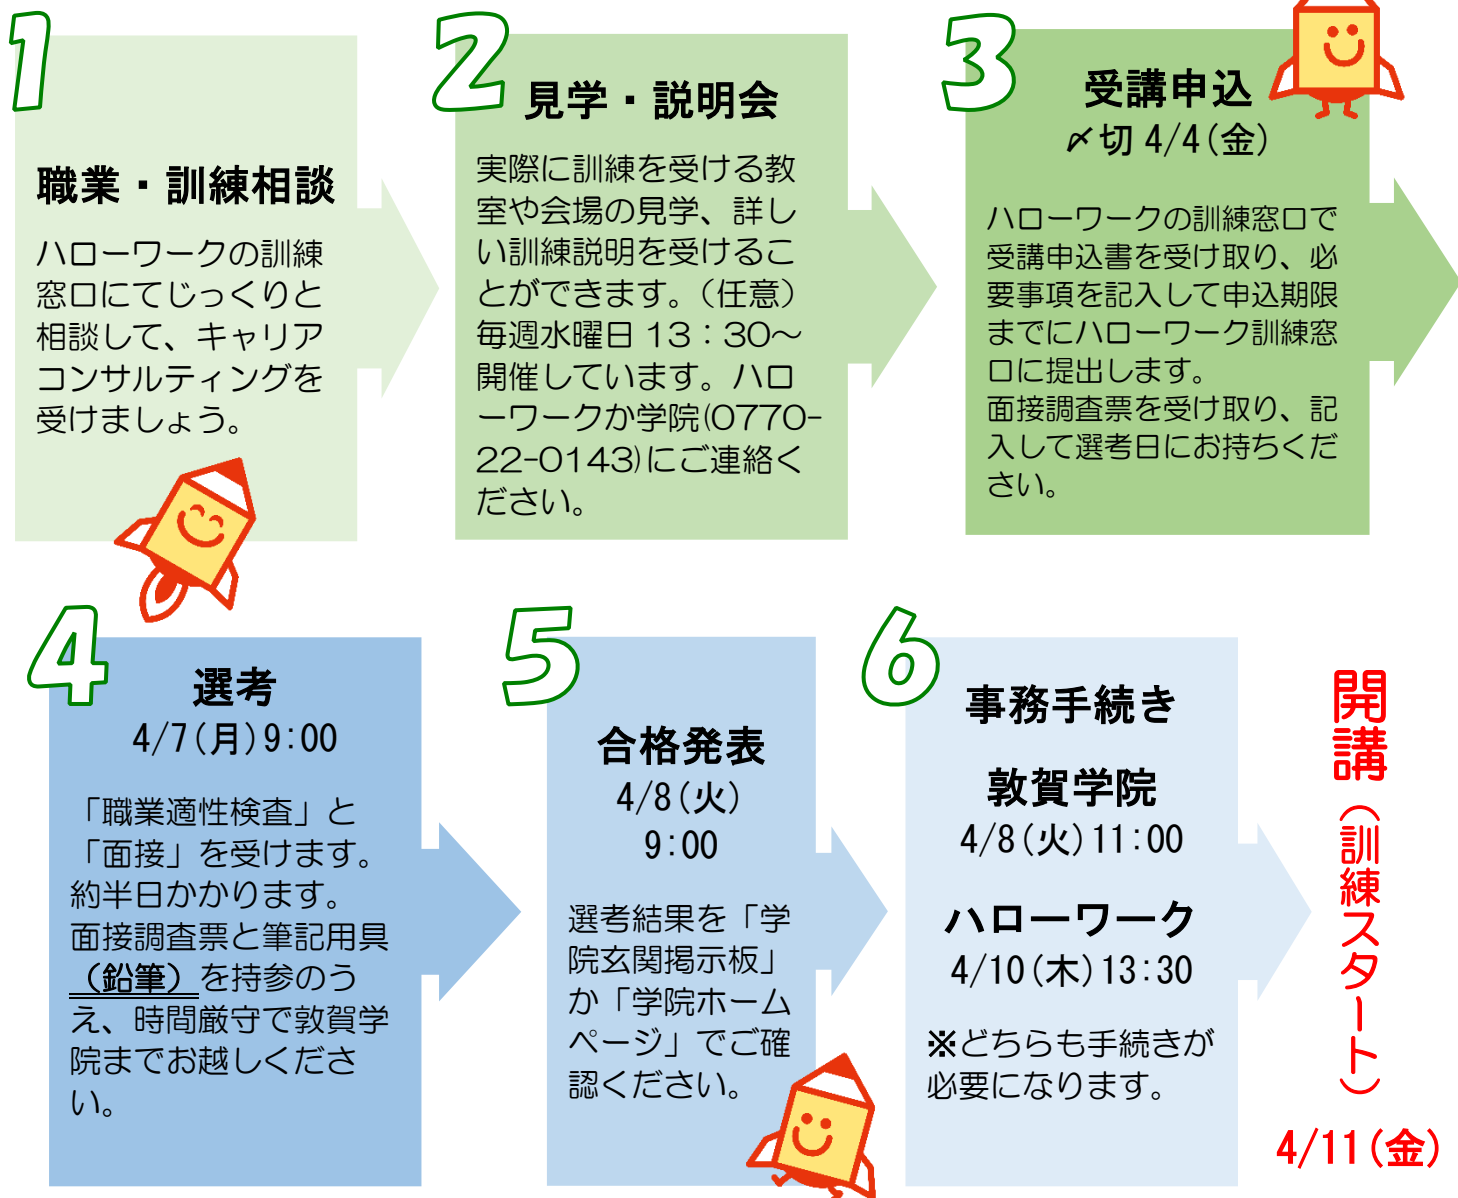 1
職業・訓練相談
ハローワークの訓練
窓口にてじっくりと
相談して、キャリア
コンサルティングを
受けましょう。
2
見学・説明会
実際に訓練を受ける教
室や会場の見学、詳し
い訓練説明を受けるこ
とができます。（任意）
毎週水曜日 13：30～
開催しています。ハロ
ーワークか学院(0770-
22-0143)にご連絡く
ださい。
3
受講申込
〆切 4/4(金)
ハローワークの訓練窓口で
受講申込書を受け取り、必
要事項を記入して申込期限
までにハローワーク訓練窓
口に提出します。
面接調査票を受け取り、記
入して選考日にお持ちくだ
さい。
4
選考
4/7(月)9:00
「職業適性検査」と
「面接」を受けます。
約半日かかります。
面接調査票と筆記用具
（鉛筆）を持参のう
え、時間厳守で敦賀学
院までお越しくださ
い。
5
合格発表
4/8(火)
9:00
選考結果を「学
院玄関掲示板」
か「学院ホーム
ページ」でご確
認ください。
6
事務手続き
敦賀学院
4/8(火)11:00
ハローワーク
4/10(木)13:30
※どちらも手続きが
必要になります。
開講（訓練スタート）
4/11(金)